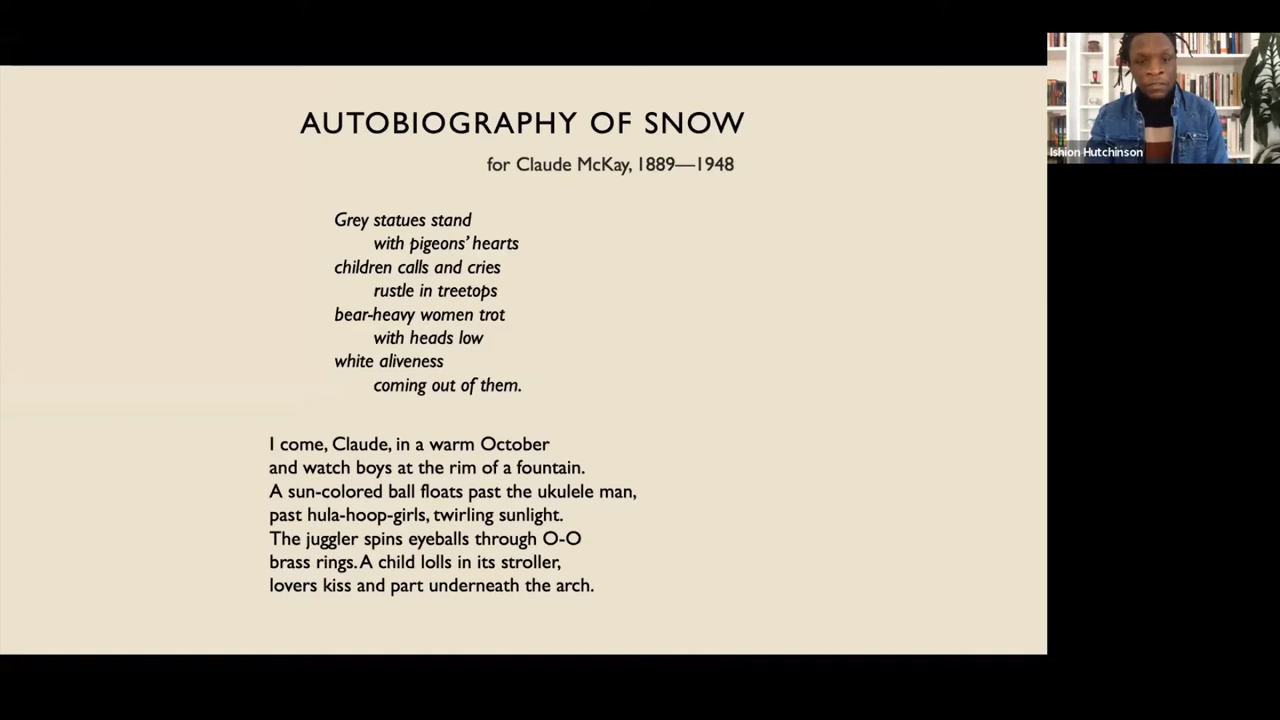 AUTOBIOGRAPHY OF SNOW
for Claude McKay, 1889—1948
Grey statues stand
with pigeons’ hearts
children calls and cries
rustle in treetops
bear-heavy women trot
with heads low
white aliveness
coming out of them.
I come, Claude, in a warm October
and watch boys at the rim of a fountain.
A sun-colored ball floats past the ukulele man,
past hula-hoop-girls, twirling sunlight.
The juggler spins eyeballs through O-O
brass rings. A child lolls in its stroller,
lovers kiss and part underneath the arch.
Ishion Hutchinson